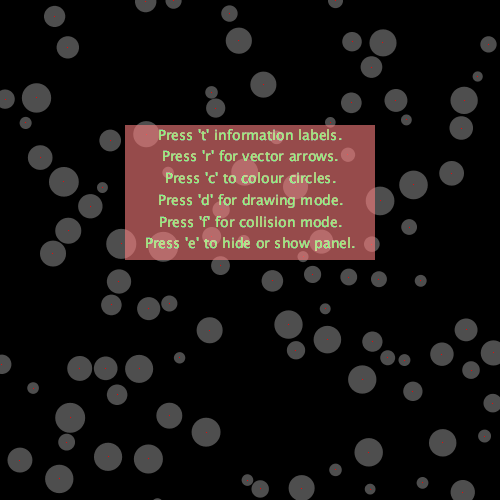 Press 't' information labels.
Press 'r' for vector arrows.
Press 'c' to colour circles.
Press 'd' for drawing mode.
Press 'f' for collision mode.
Press 'e' to hide or show panel.